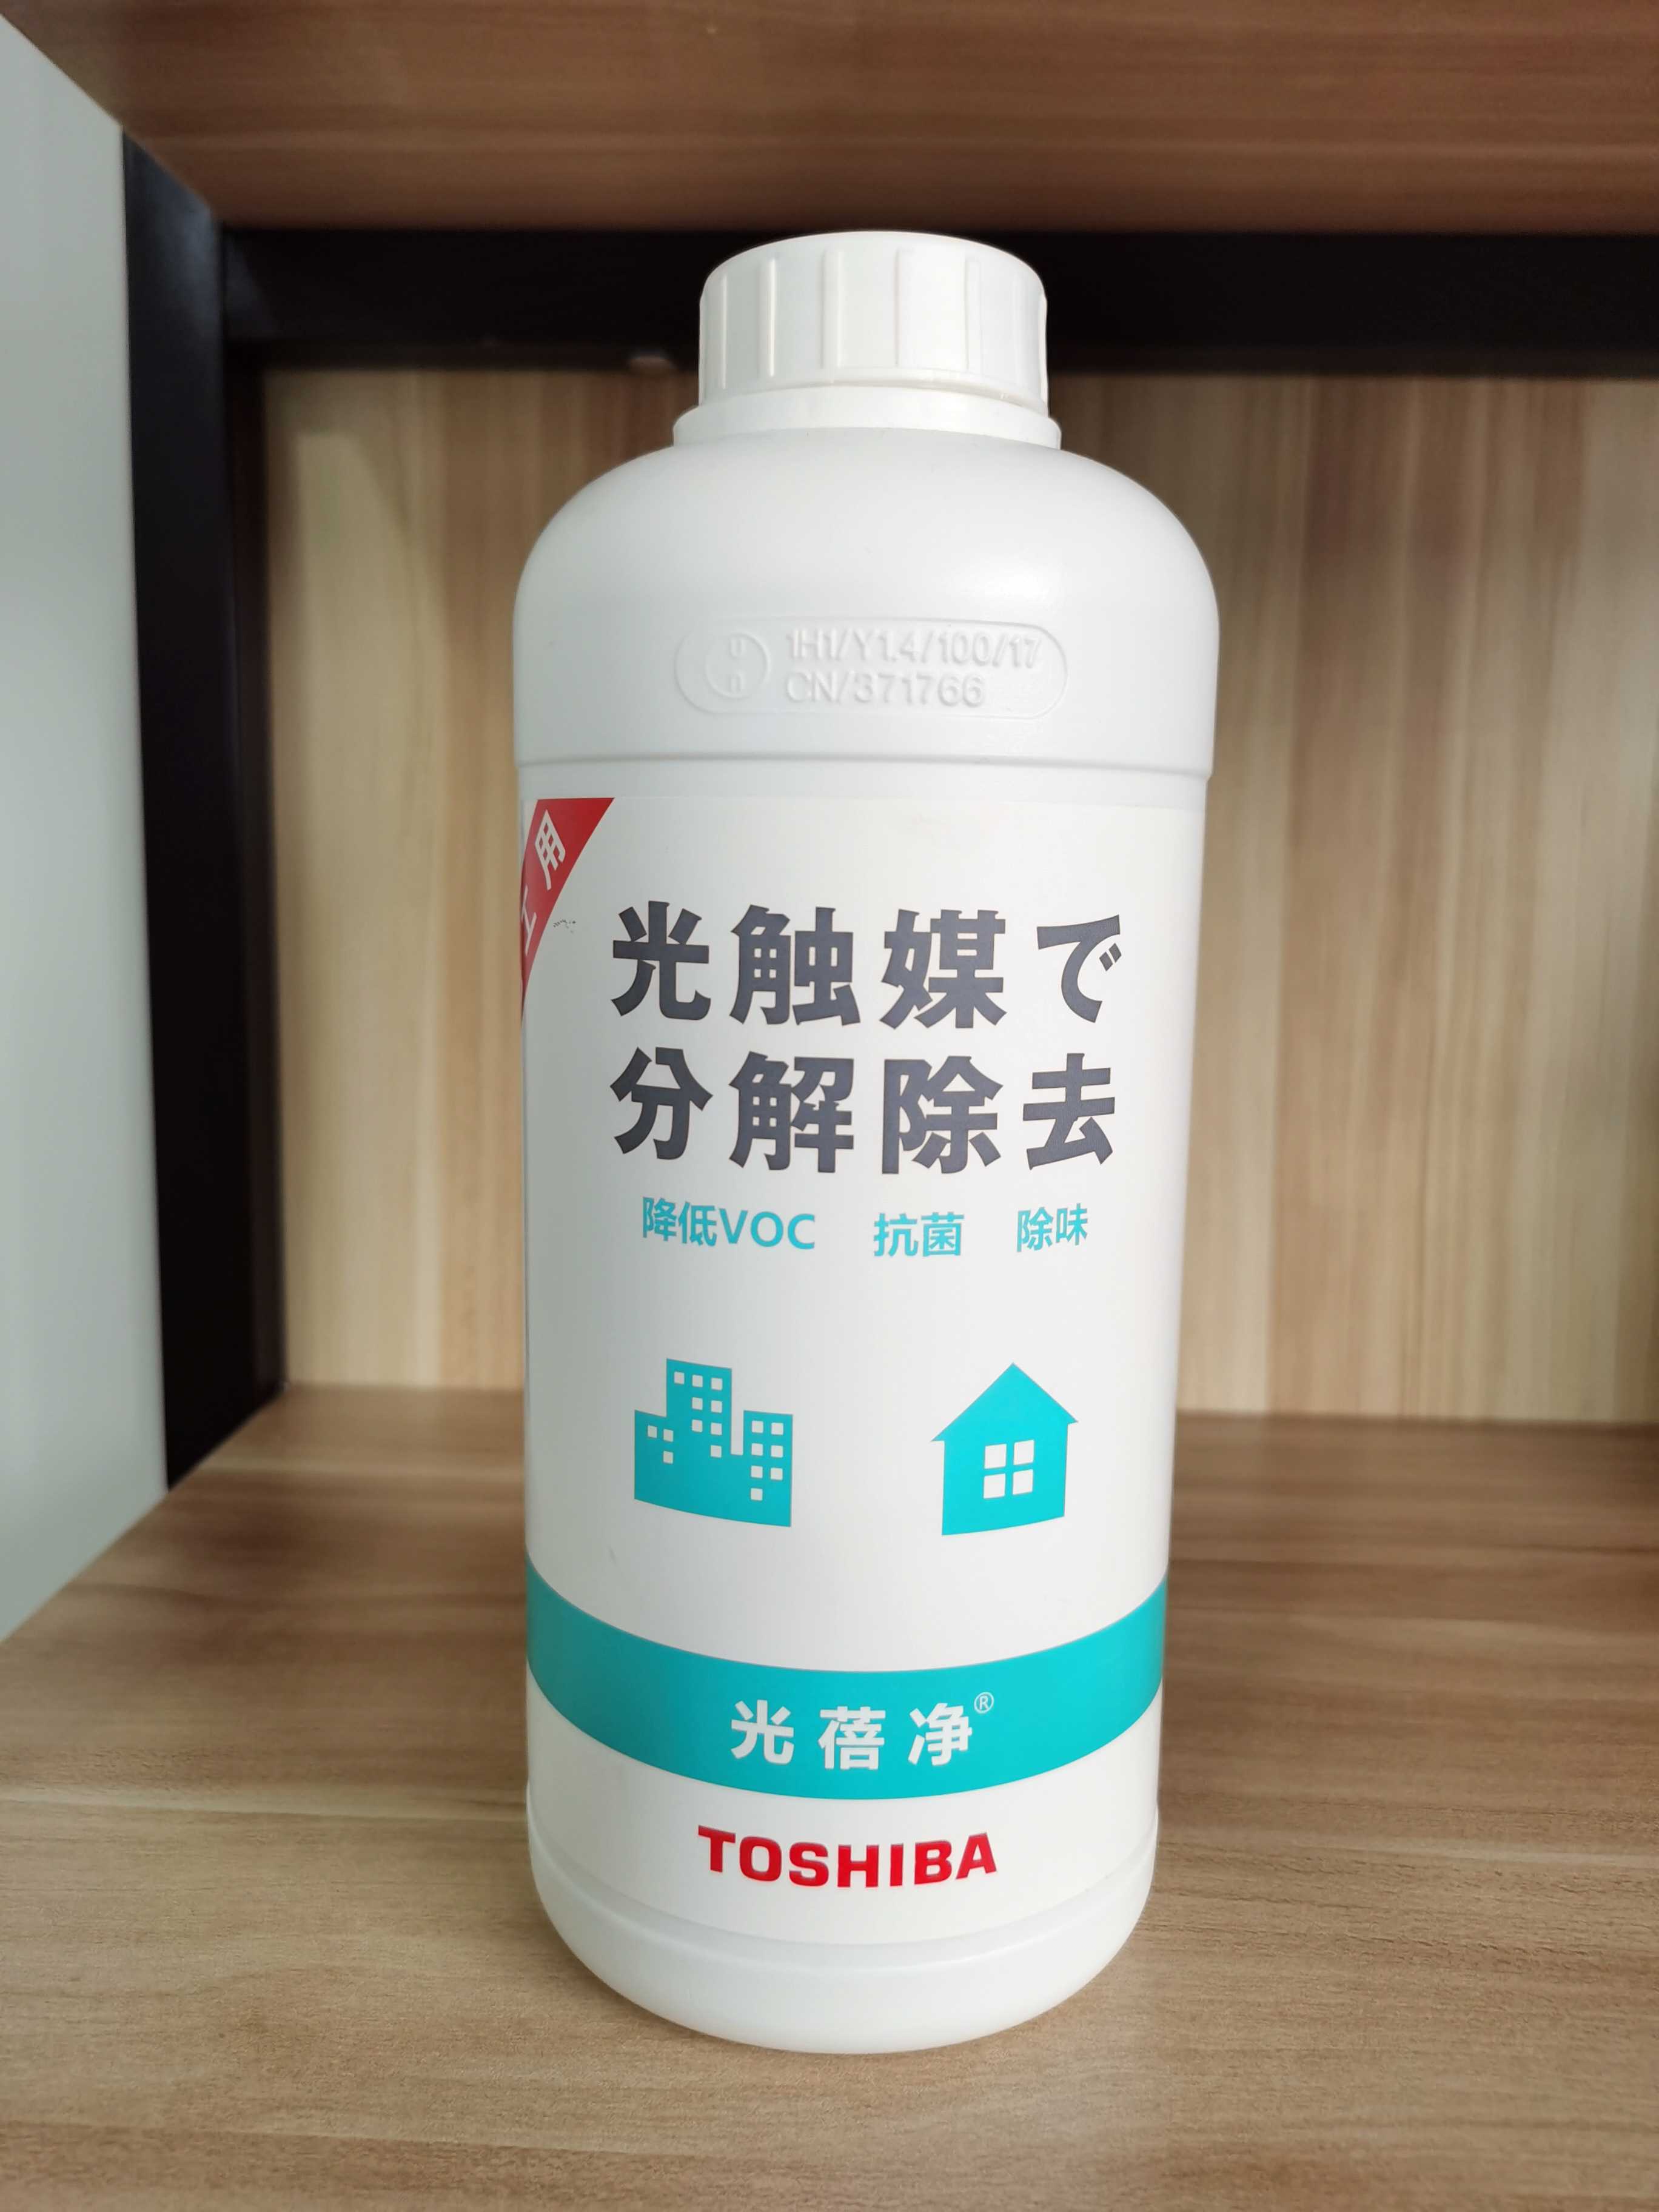 UN 1H1/Y1.4/100/17
CN/371766
工用
光触媒で
分解除去
降低VOC 抗菌 除味
光蓓净®
TOSHIBA